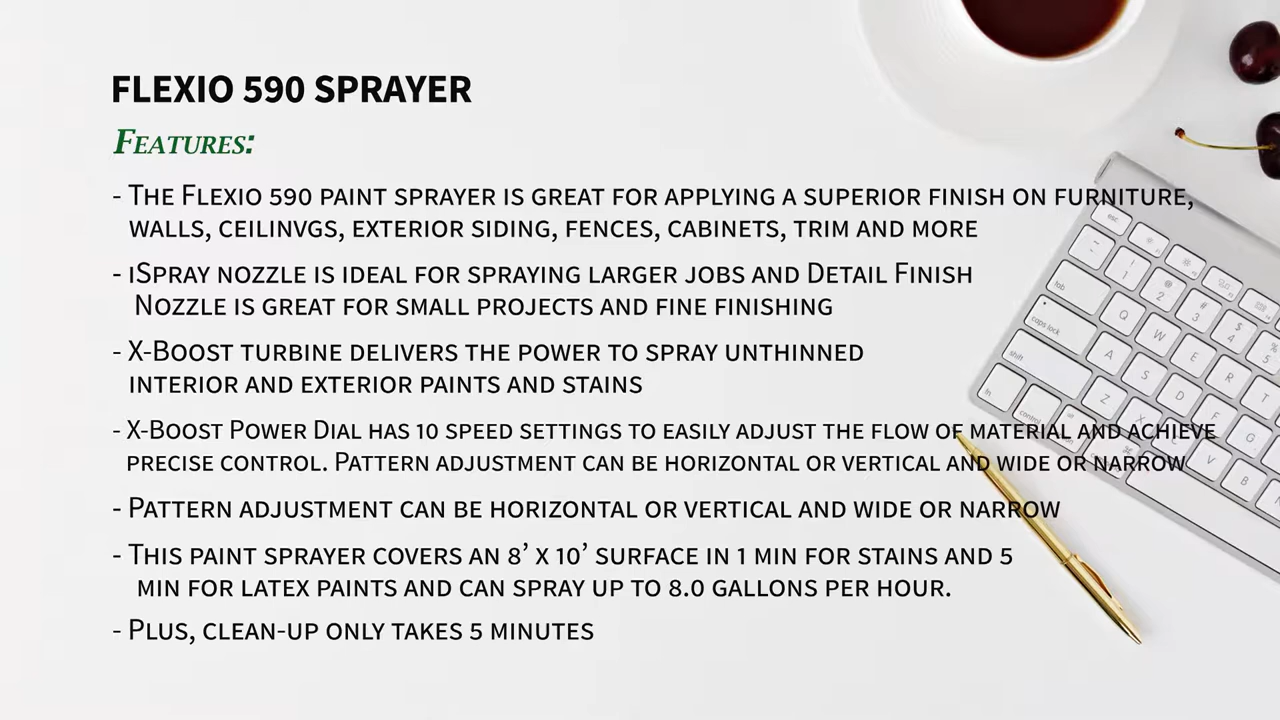 FLEXIO 590 SPRAYER
Features:
- The Flexio 590 paint sprayer is great for applying a superior finish on furniture,
walls, ceilinvgs, exterior siding, fences, cabinets, trim and more
- iSpray nozzle is ideal for spraying larger jobs and Detail Finish
Nozzle is great for small projects and fine finishing
- X-Boost turbine delivers the power to spray unthinned
interior and exterior paints and stains
- X-Boost Power Dial has 10 speed settings to easily adjust the flow of material and achieve
precise control. Pattern adjustment can be horizontal or vertical and wide or narrow
- Pattern adjustment can be horizontal or vertical and wide or narrow
- This paint sprayer covers an 8’ x 10’ surface in 1 min for stains and 5
min for latex paints and can spray up to 8.0 gallons per hour.
- Plus, clean-up only takes 5 minutes